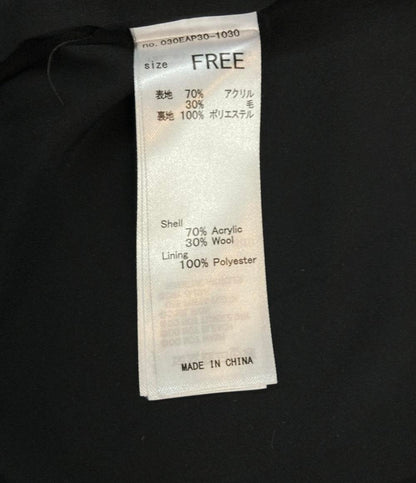 no. 030EAP30-1030
size FREE
表地 70% アクリル
30% 毛
裏地 100% ポリエステル
Shell
70% Acrylic
30% Wool
Lining
100% Polyester
MADE IN CHINA